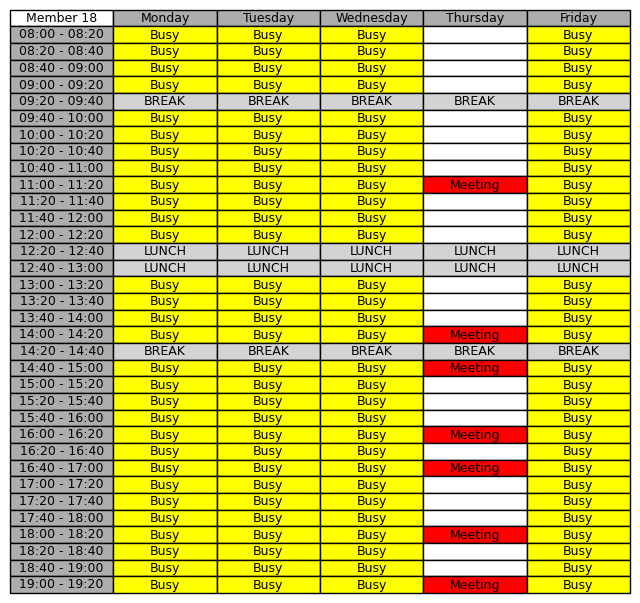 Member 18 Monday Tuesday Wednesday Thursday Friday
08:00 - 08:20 Busy Busy Busy Busy
08:20 - 08:40 Busy Busy Busy Busy
08:40 - 09:00 Busy Busy Busy Busy
09:00 - 09:20 Busy Busy Busy Busy
09:20 - 09:40 BREAK BREAK BREAK BREAK BREAK
09:40 - 10:00 Busy Busy Busy Busy
10:00 - 10:20 Busy Busy Busy Busy
10:20 - 10:40 Busy Busy Busy Busy
10:40 - 11:00 Busy Busy Busy Busy
11:00 - 11:20 Busy Busy Busy Meeting Busy
11:20 - 11:40 Busy Busy Busy Busy
11:40 - 12:00 Busy Busy Busy Busy
12:00 - 12:20 Busy Busy Busy Busy
12:20 - 12:40 LUNCH LUNCH LUNCH LUNCH LUNCH
12:40 - 13:00 LUNCH LUNCH LUNCH LUNCH LUNCH
13:00 - 13:20 Busy Busy Busy Busy
13:20 - 13:40 Busy Busy Busy Busy
13:40 - 14:00 Busy Busy Busy Busy
14:00 - 14:20 Busy Busy Busy Meeting Busy
14:20 - 14:40 BREAK BREAK BREAK BREAK BREAK
14:40 - 15:00 Busy Busy Busy Meeting Busy
15:00 - 15:20 Busy Busy Busy Busy
15:20 - 15:40 Busy Busy Busy Busy
15:40 - 16:00 Busy Busy Busy Busy
16:00 - 16:20 Busy Busy Busy Meeting Busy
16:20 - 16:40 Busy Busy Busy Busy
16:40 - 17:00 Busy Busy Busy Meeting Busy
17:00 - 17:20 Busy Busy Busy Busy
17:20 - 17:40 Busy Busy Busy Busy
17:40 - 18:00 Busy Busy Busy Busy
18:00 - 18:20 Busy Busy Busy Meeting Busy
18:20 - 18:40 Busy Busy Busy Busy
18:40 - 19:00 Busy Busy Busy Busy
19:00 - 19:20 Busy Busy Busy Meeting Busy